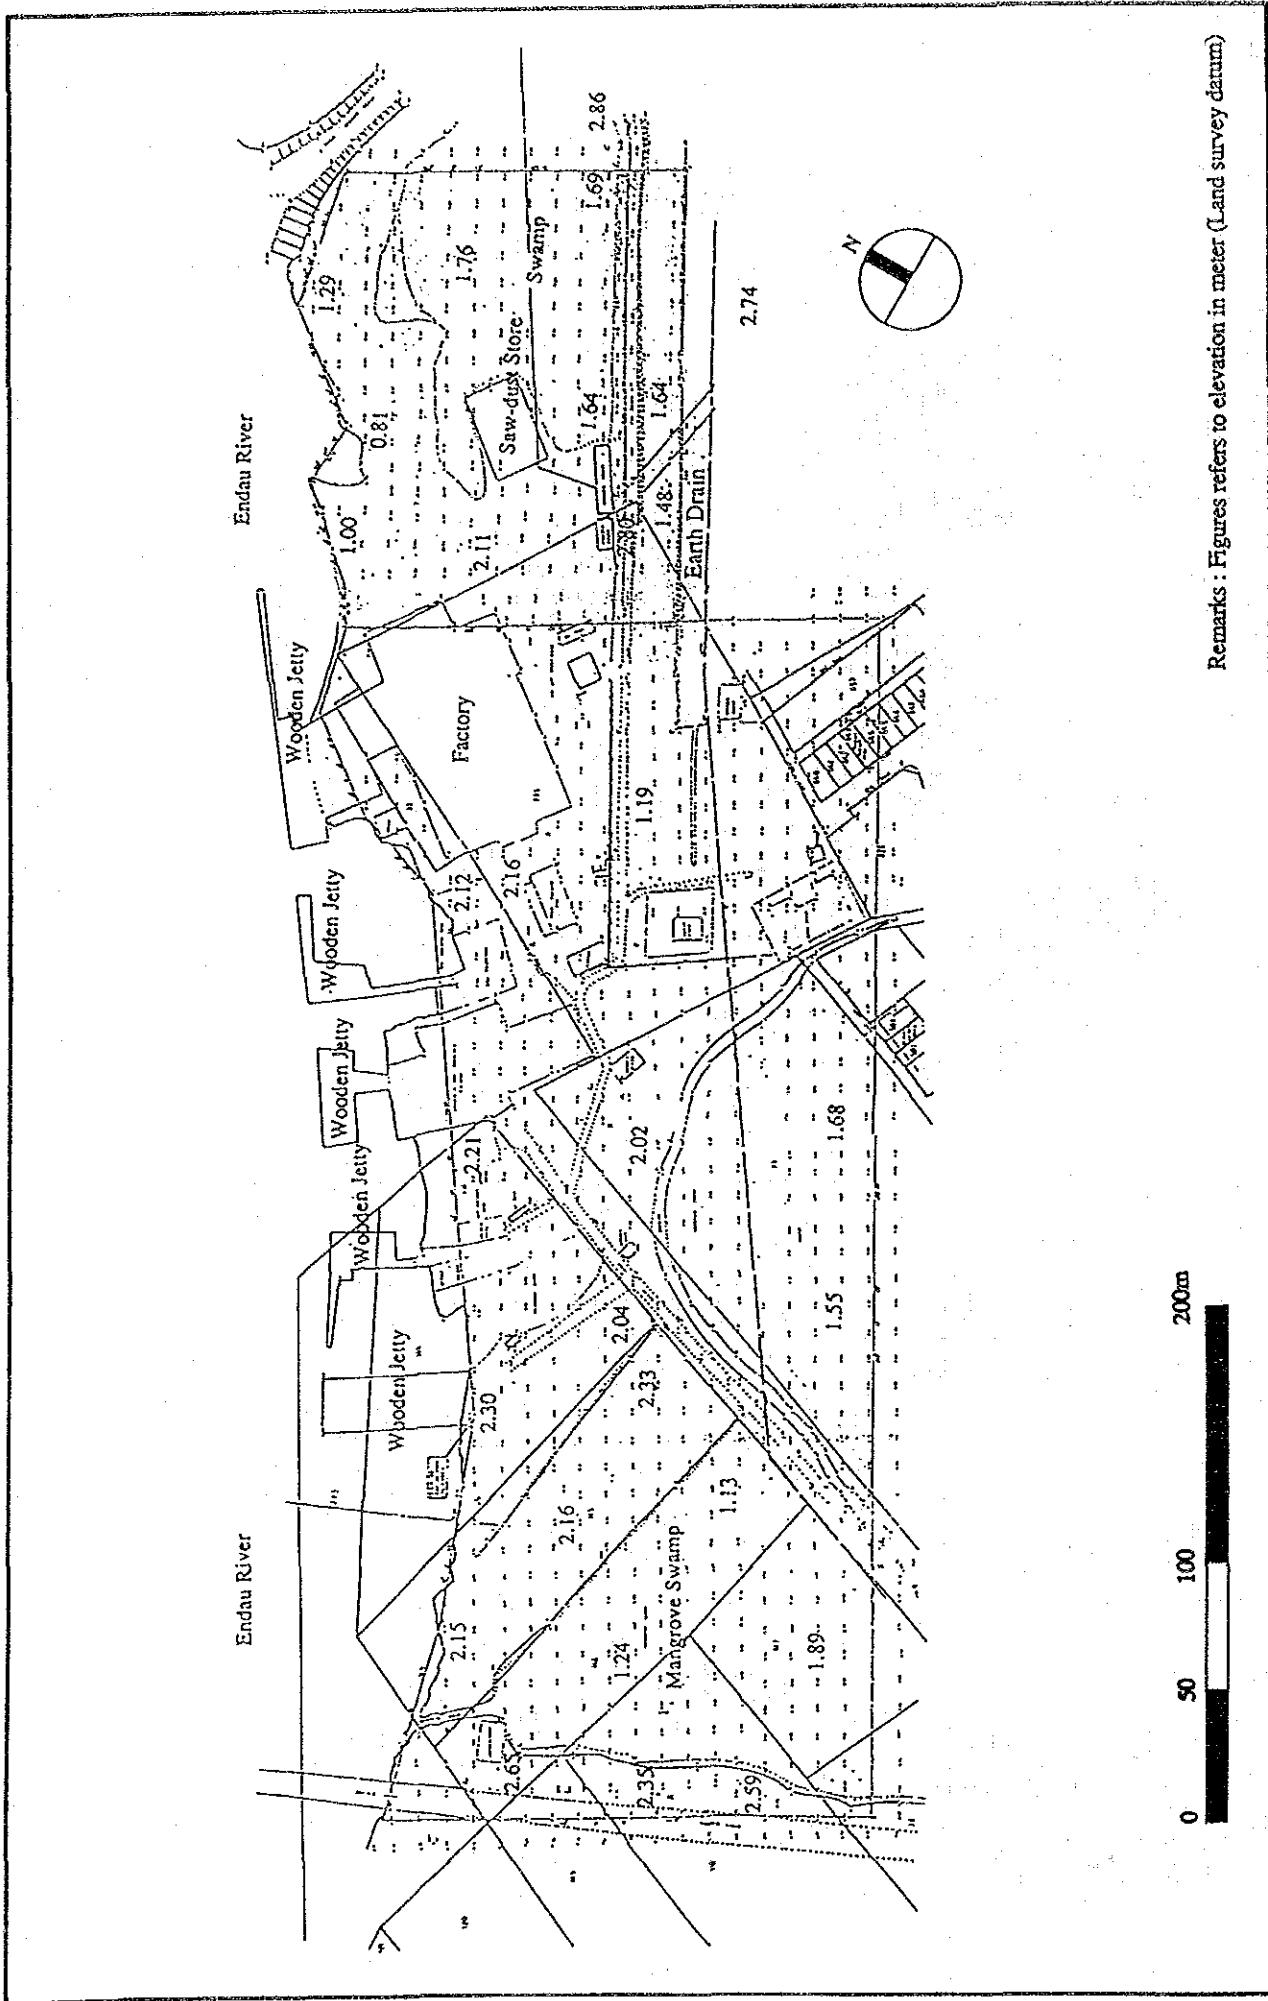 Endau River
Endau River
Wooden Jetty
Wooden Jetty
Wooden Jetty
Wooden Jetty
Wooden Jetty
1.00
1.29
0.81
1.76
2.11
Saw-dust Store
Swamp
1.69
2.86
1.64
1.64
2.80
1.48
Earth Drain
2.74
N
Factory
2.12
2.16
1.19
2.21
2.02
1.68
2.30
2.04
2.33
1.55
2.15
2.16
1.13
1.24
Mangrove Swamp
1.89
2.65
2.35
2.59
0
50
100
200m
Remarks : Figures refers to elevation in meter (Land survey datum)